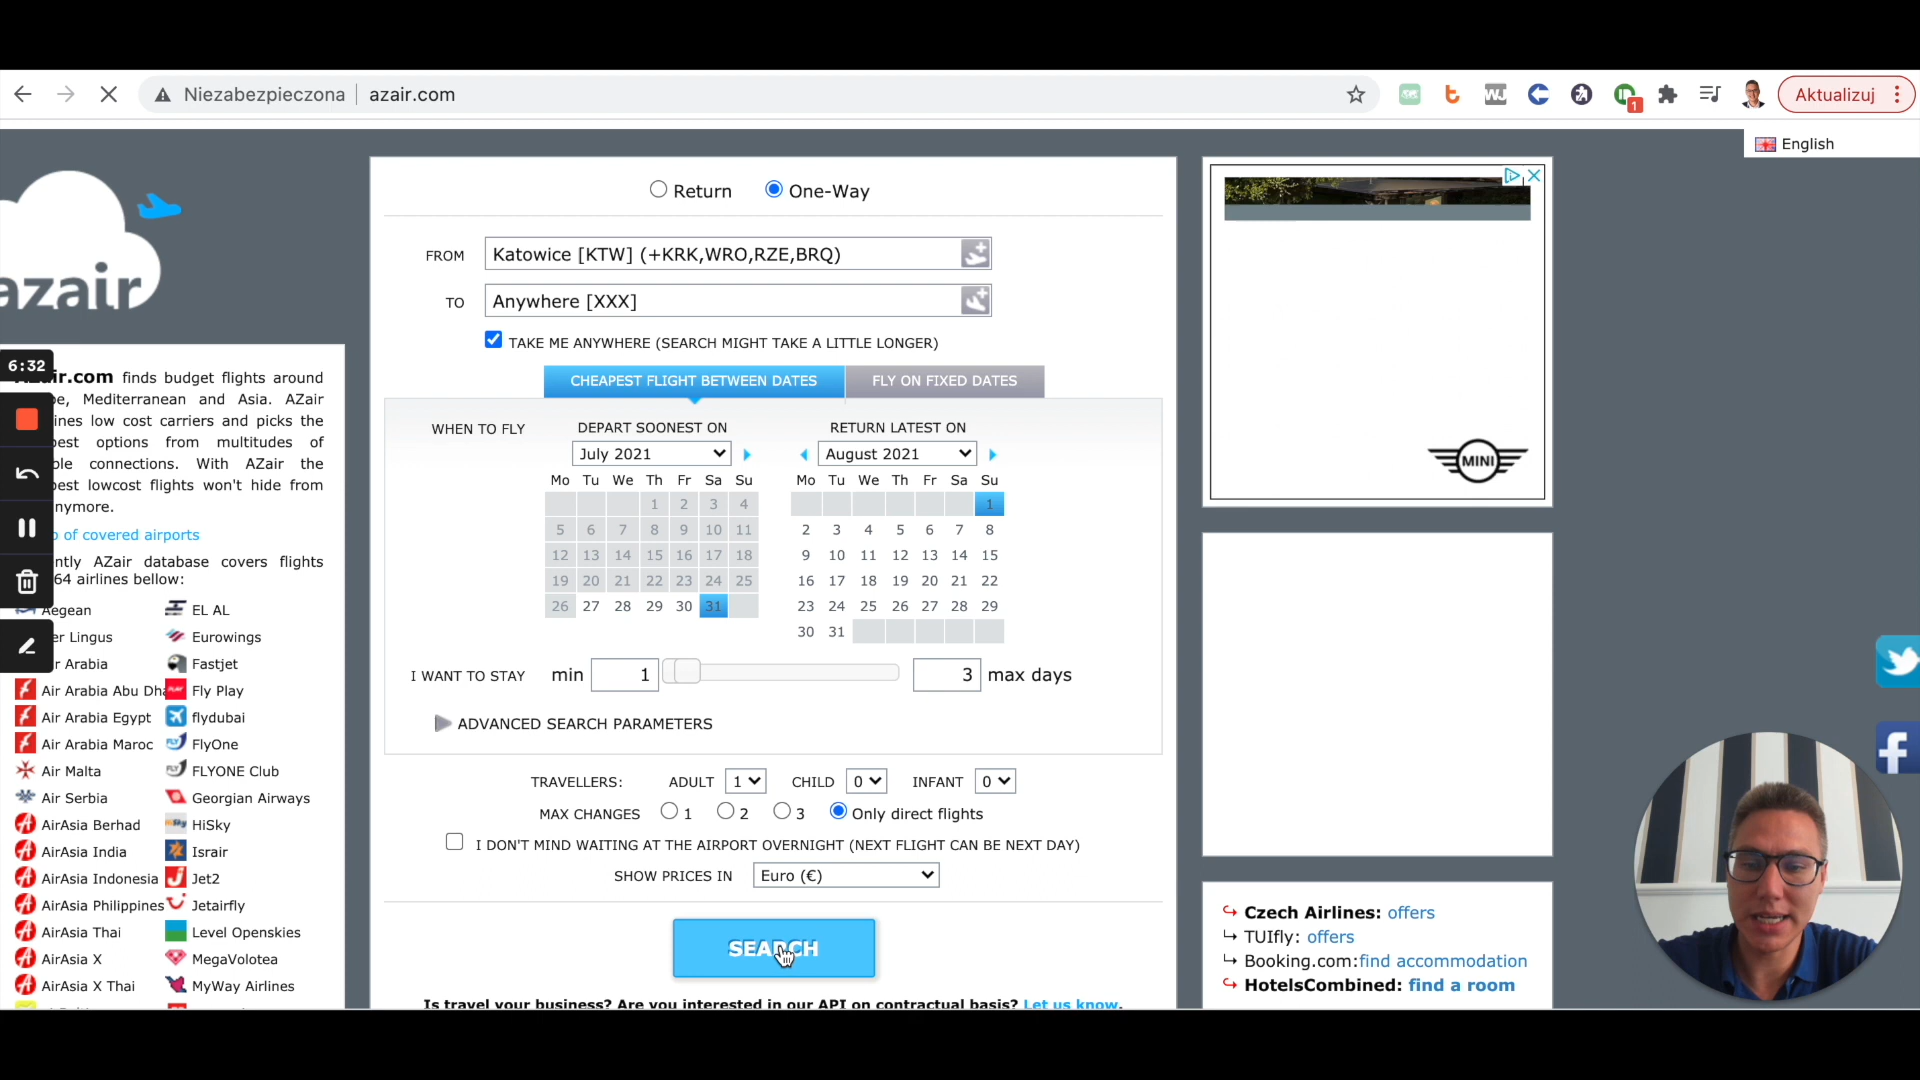 Niezabezpieczona | azair.com
1
Aktualizuj
English
azair
Return One-Way
FROM Katowice [KTW] (+KRK,WRO,RZE,BRQ)
TO Anywhere [XXX]
TAKE ME ANYWHERE (SEARCH MIGHT TAKE A LITTLE LONGER)
CHEAPEST FLIGHT BETWEEN DATES FLY ON FIXED DATES
WHEN TO FLY DEPART SOONEST ON RETURN LATEST ON
July 2021 August 2021
Mo Tu We Th Fr Sa Su Mo Tu We Th Fr Sa Su
1 2 3 4 1
5 6 7 8 9 10 11 2 3 4 5 6 7 8
12 13 14 15 16 17 18 9 10 11 12 13 14 15
19 20 21 22 23 24 25 16 17 18 19 20 21 22
26 27 28 29 30 31 23 24 25 26 27 28 29
30 31
I WANT TO STAY min 1 3 max days
ADVANCED SEARCH PARAMETERS
TRAVELLERS: ADULT 1 CHILD 0 INFANT 0
MAX CHANGES 1 2 3 Only direct flights
I DON'T MIND WAITING AT THE AIRPORT OVERNIGHT (NEXT FLIGHT CAN BE NEXT DAY)
SHOW PRICES IN Euro (€)
SEARCH
Is travel your business? Are you interested in our API on contractual basis? Let us know.
6:32
ir.com finds budget flights around
pe, Mediterranean and Asia. AZair
ines low cost carriers and picks the
best options from multitudes of
ble connections. With AZair the
pest lowcost flights won't hide from
nymore.
of covered airports
ntly AZair database covers flights
64 airlines bellow:
Aegean EL AL
er Lingus Eurowings
r Arabia Fastjet
Air Arabia Abu Dha Fly Play
Air Arabia Egypt flydubai
Air Arabia Maroc FlyOne
Air Malta FLYONE Club
Air Serbia Georgian Airways
AirAsia Berhad HiSky
AirAsia India Israir
AirAsia Indonesia Jet2
AirAsia Philippines Jetairfly
AirAsia Thai Level Openskies
AirAsia X MegaVolotea
AirAsia X Thai MyWay Airlines
MINI
Czech Airlines: offers
TUIfly: offers
Booking.com:find accommodation
HotelsCombined: find a room